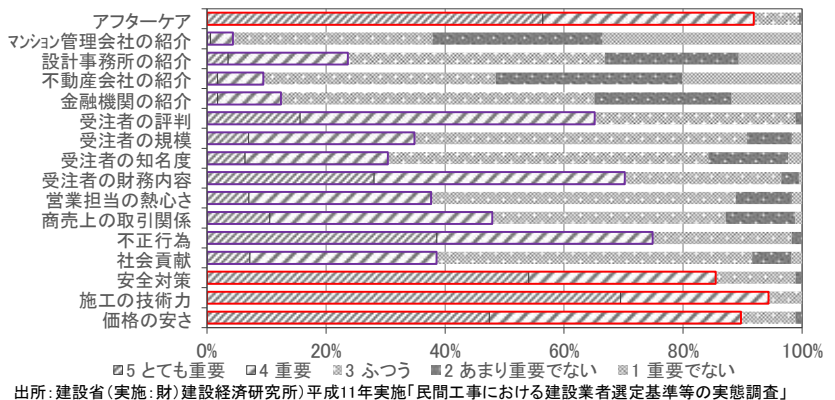 アフターケア
マンション管理会社の紹介
設計事務所の紹介
不動産会社の紹介
金融機関の紹介
受注者の評判
受注者の規模
受注者の知名度
受注者の財務内容
営業担当の熱心さ
商売上の取引関係
不正行為
社会貢献
安全対策
施工の技術力
価格の安さ
0% 20% 40% 60% 80% 100%
5 とても重要 4 重要 3 ふつう 2 あまり重要でない 1 重要でない
出所:建設省(実施:財)建設経済研究所)平成11年実施「民間工事における建設業者選定基準等の実態調査」